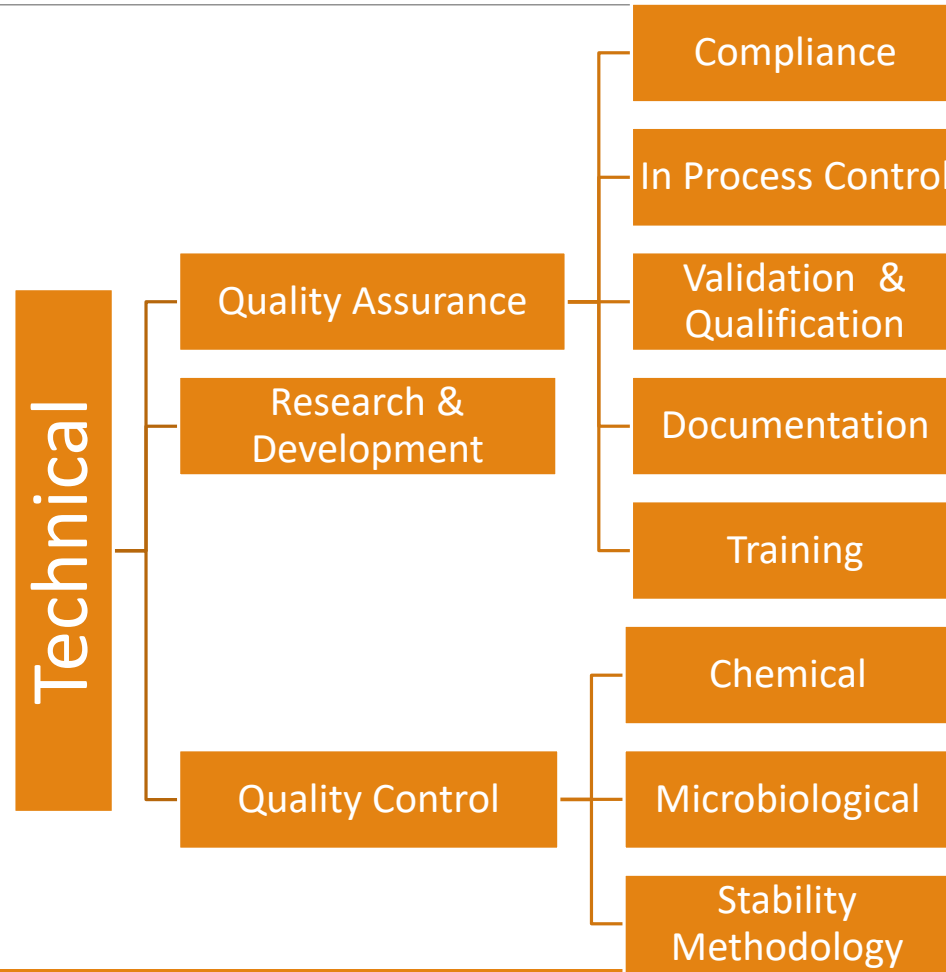 Technical
Quality Assurance
Compliance
In Process Control
Validation &
Qualification
Documentation
Training
Research &
Development
Quality Control
Chemical
Microbiological
Stability
Methodology